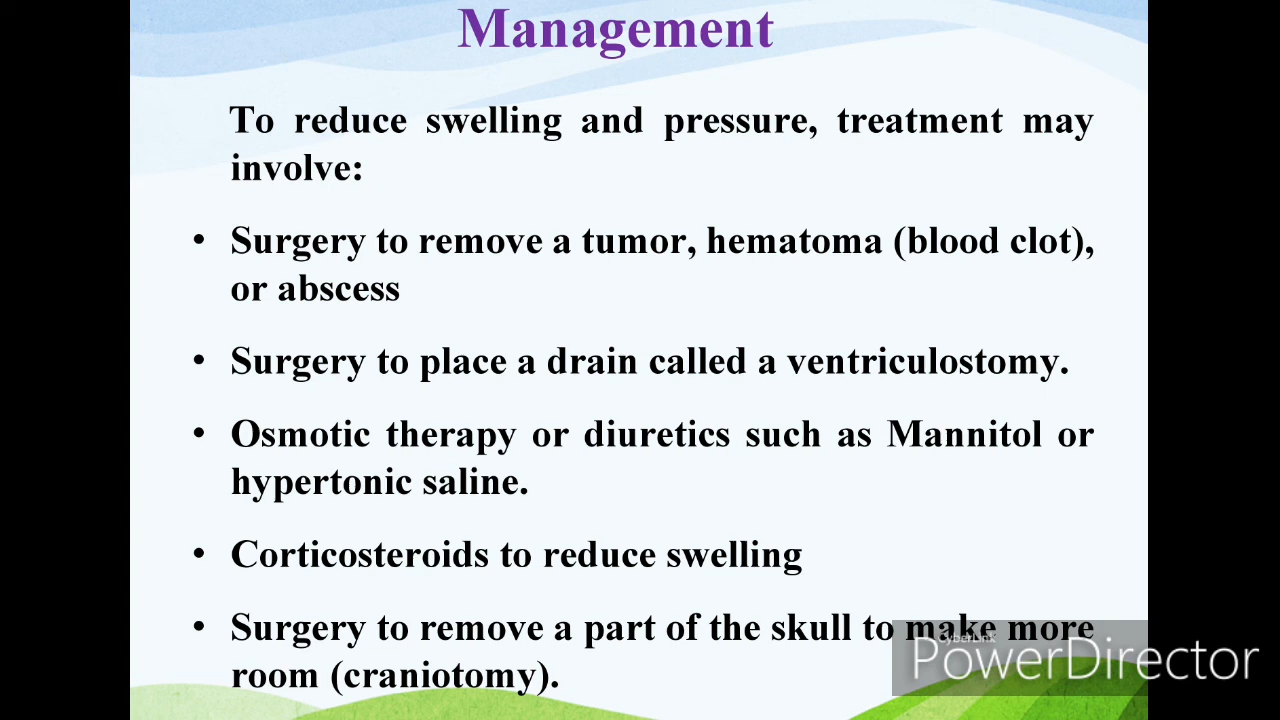 Management
To reduce swelling and pressure, treatment may
involve:
• Surgery to remove a tumor, hematoma (blood clot),
or abscess
• Surgery to place a drain called a ventriculostomy.
• Osmotic therapy or diuretics such as Mannitol or
hypertonic saline.
• Corticosteroids to reduce swelling
• Surgery to remove a part of the skull to make more
room (craniotomy).
CyberLink
PowerDirector